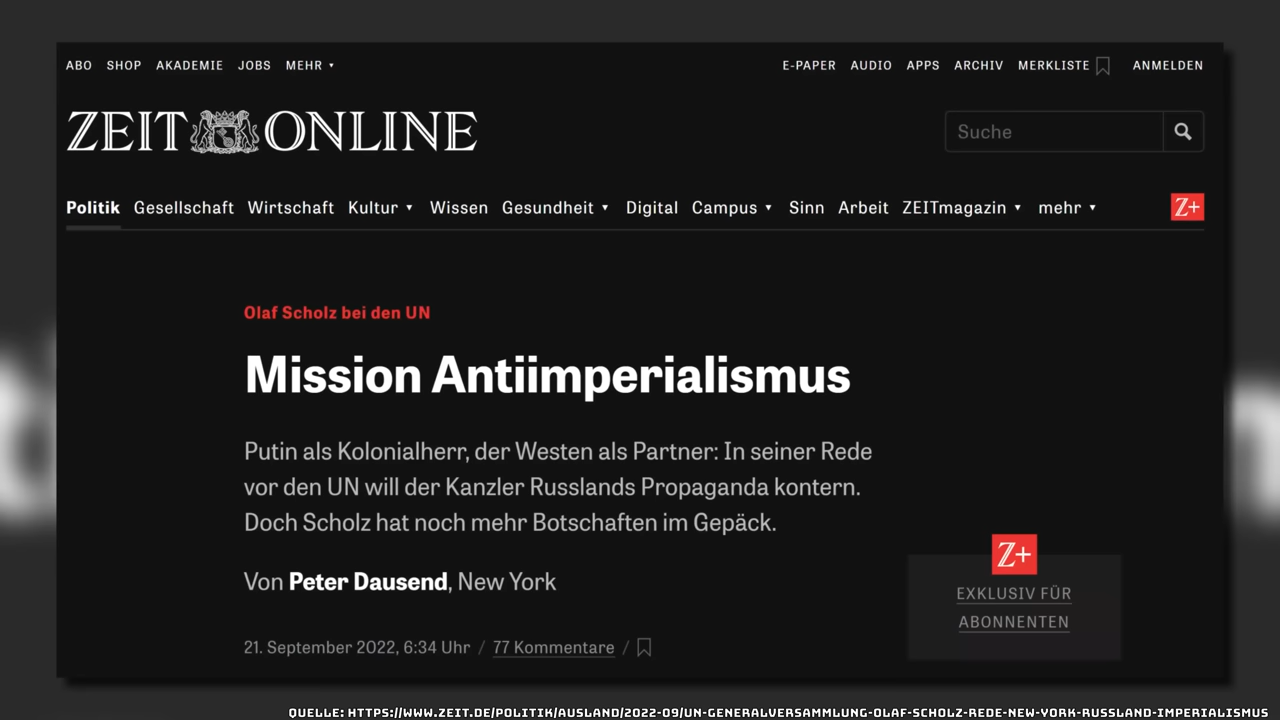 ABO SHOP AKADEMIE JOBS MEHR ▾ E-PAPER AUDIO APPS ARCHIV MERKLISTE ANMELDEN
ZEIT ONLINE
Suche
Politik Gesellschaft Wirtschaft Kultur ▾ Wissen Gesundheit ▾ Digital Campus ▾ Sinn Arbeit ZEITmagazin ▾ mehr ▾ Z+
Olaf Scholz bei den UN
Mission Antiimperialismus
Putin als Kolonialherr, der Westen als Partner: In seiner Rede
vor den UN will der Kanzler Russlands Propaganda kontern.
Doch Scholz hat noch mehr Botschaften im Gepäck.
Von Peter Dausend, New York
Z+
EXKLUSIV FÜR
ABONNENTEN
21. September 2022, 6:34 Uhr / 77 Kommentare /
QUELLE: HTTPS://WWW.ZEIT.DE/POLITIK/AUSLAND/2022-09/UN-GENERALVERSAMMLUNG-OLAF-SCHOLZ-REDE-NEW-YORK-RUSSLAND-IMPERIALISMUS